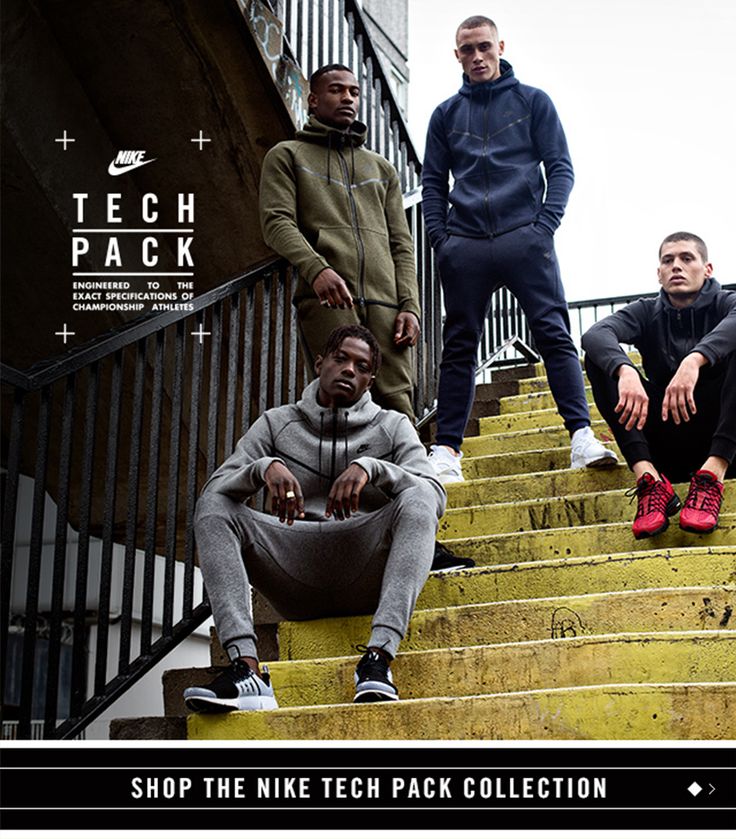 NIKE
TECH
PACK
ENGINEERED TO THE
EXACT SPECIFICATIONS OF
CHAMPIONSHIP ATHLETES
SHOP THE NIKE TECH PACK COLLECTION